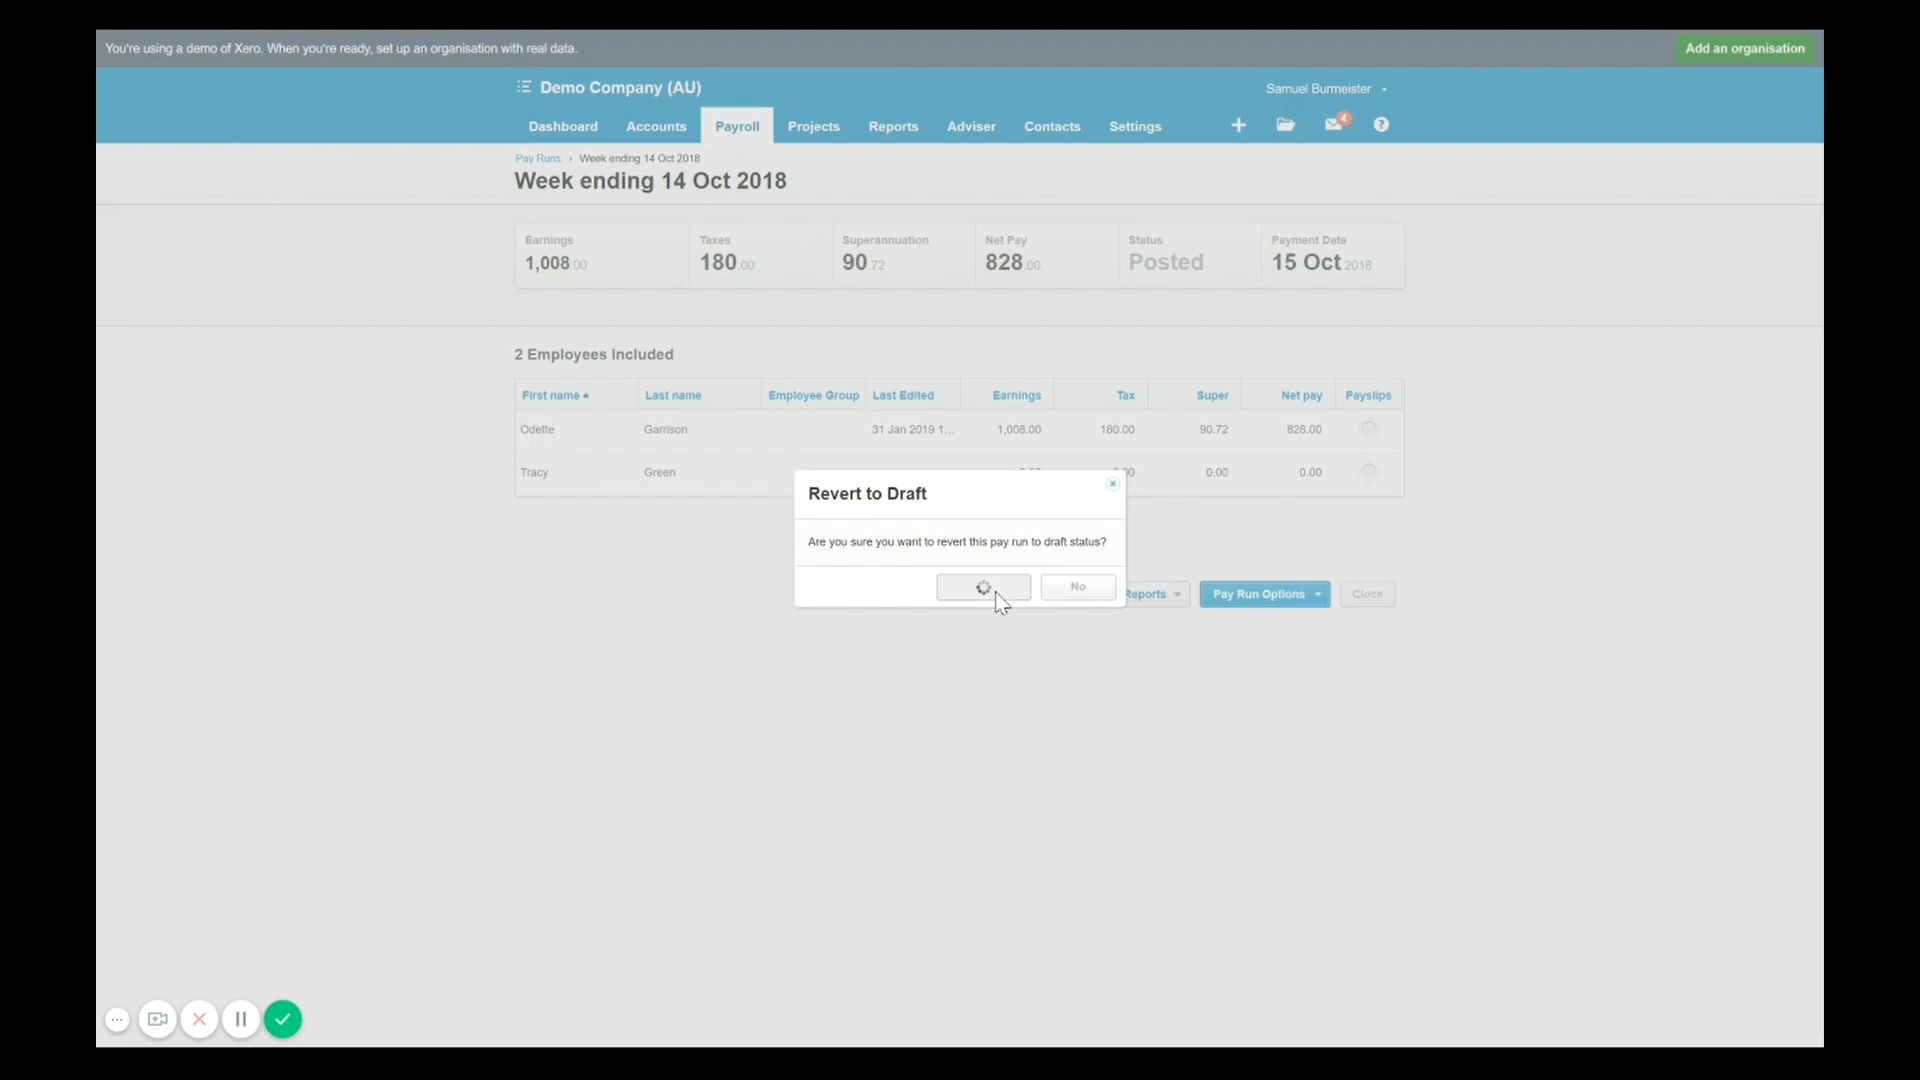 You're using a demo of Xero. When you're ready, set up an organisation with real data.
Add an organisation
Demo Company (AU)
Samuel Burmeister
Dashboard Accounts Payroll Projects Reports Adviser Contacts Settings
4
?
Pay Runs › Week ending 14 Oct 2018
Week ending 14 Oct 2018
Earnings Taxes Superannuation Net Pay Status Payment Date
1,008.00 180.00 90.72 828.00 Posted 15 Oct 2018
2 Employees Included
First name Last name Employee Group Last Edited Earnings Tax Super Net pay Payslips
Odette Garrison 31 Jan 2019 1... 1,008.00 180.00 90.72 828.00
Tracy Green 0.00 0.00
Revert to Draft
Are you sure you want to revert this pay run to draft status?
No
Reports Pay Run Options Close